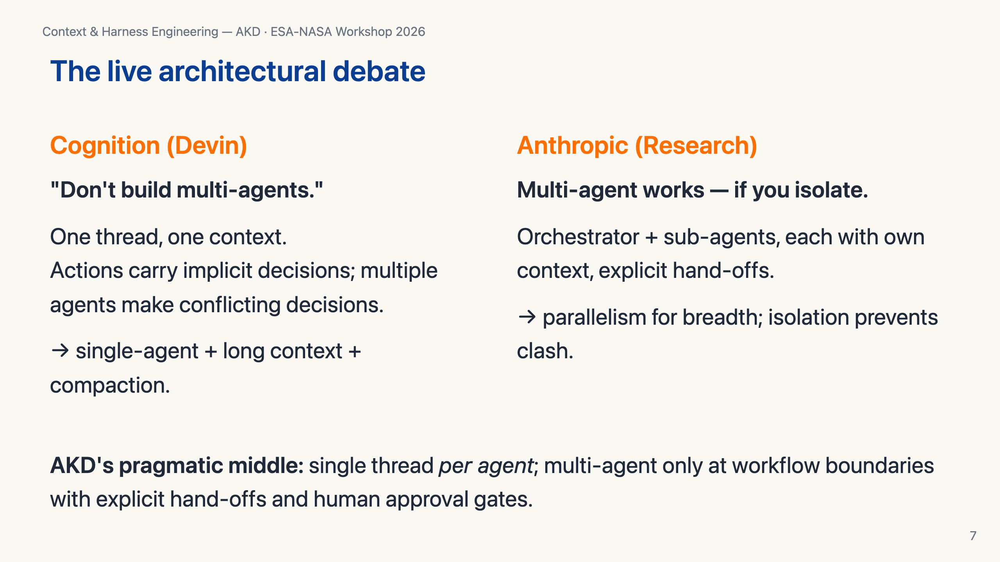 Context & Harness Engineering — AKD · ESA-NASA Workshop 2026
The live architectural debate
Cognition (Devin)
"Don't build multi-agents."
One thread, one context.
Actions carry implicit decisions; multiple
agents make conflicting decisions.
→ single-agent + long context +
compaction.
Anthropic (Research)
Multi-agent works — if you isolate.
Orchestrator + sub-agents, each with own
context, explicit hand-offs.
→ parallelism for breadth; isolation prevents
clash.
AKD's pragmatic middle: single thread per agent; multi-agent only at workflow boundaries
with explicit hand-offs and human approval gates.
7